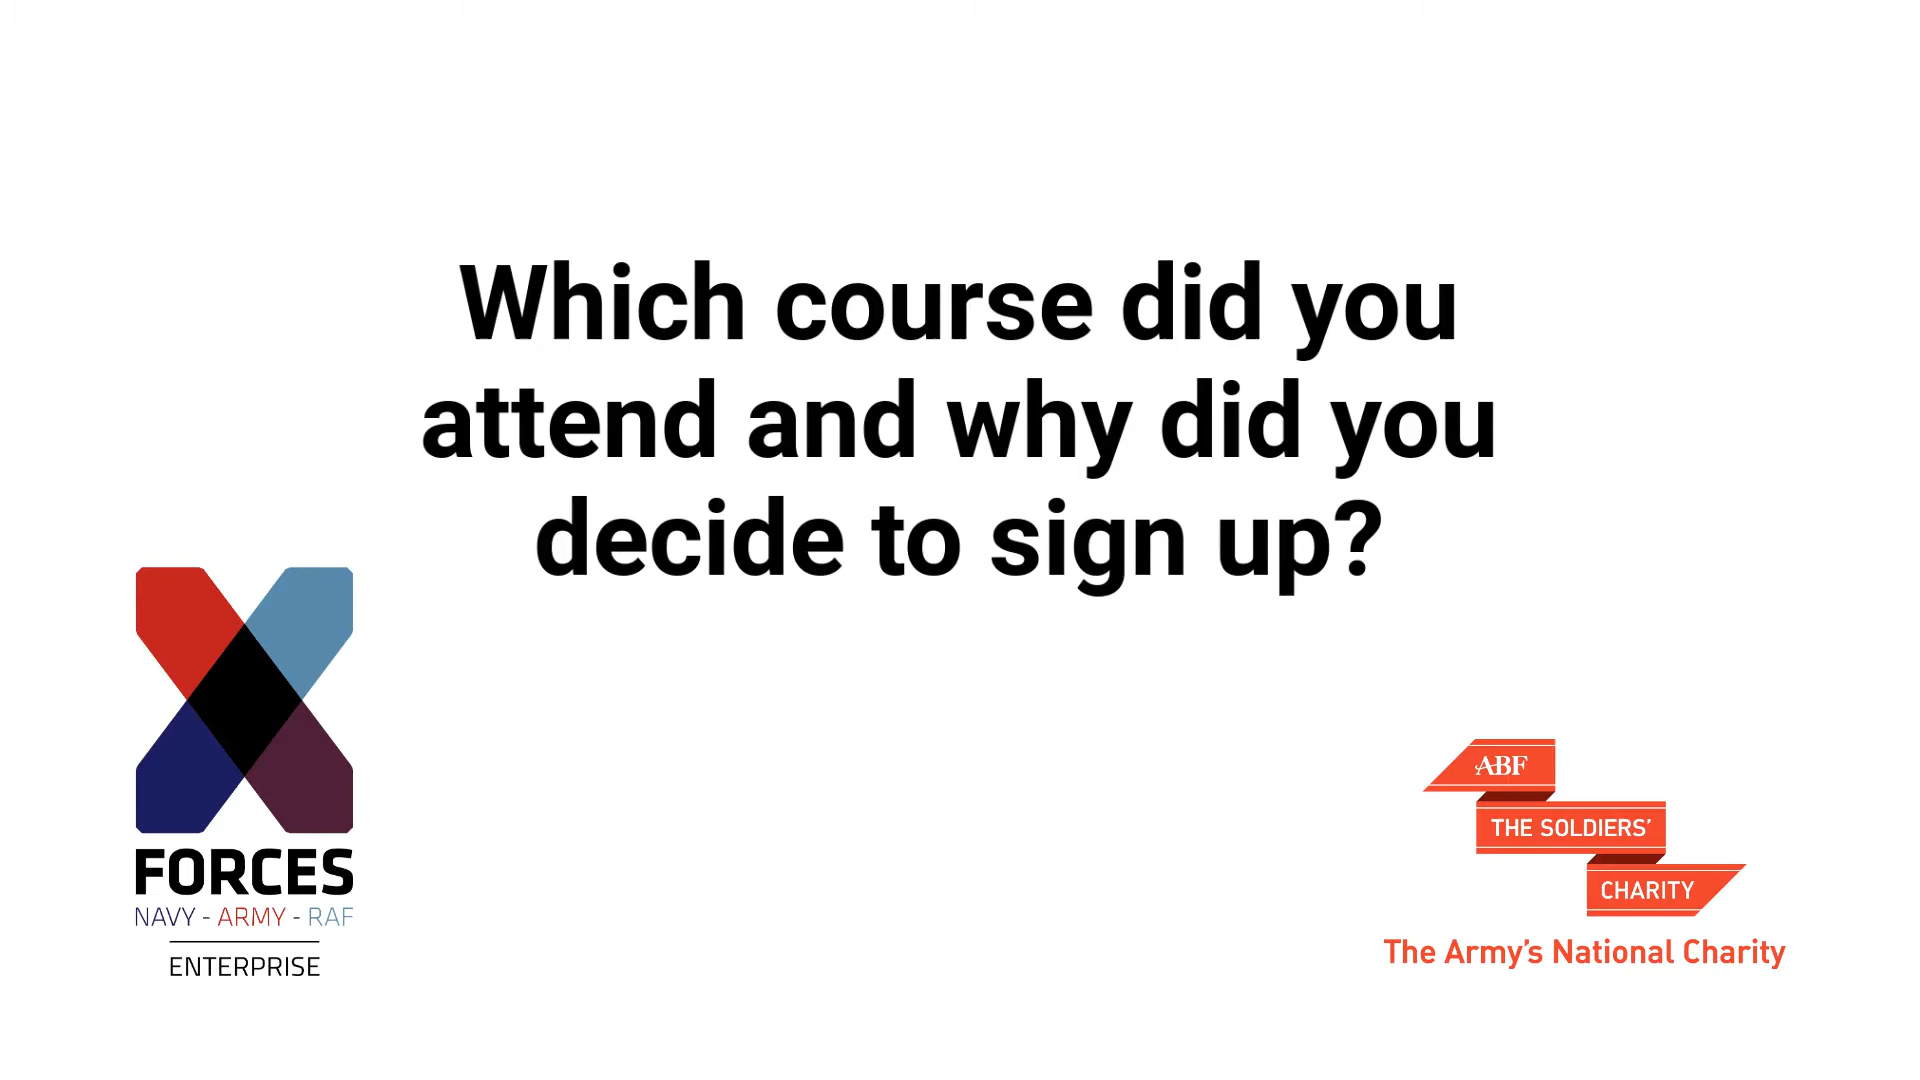 Which course did you
attend and why did you
decide to sign up?
FORCES
NAVY - ARMY - RAF
ENTERPRISE
ABF
THE SOLDIERS’
CHARITY
The Army’s National Charity